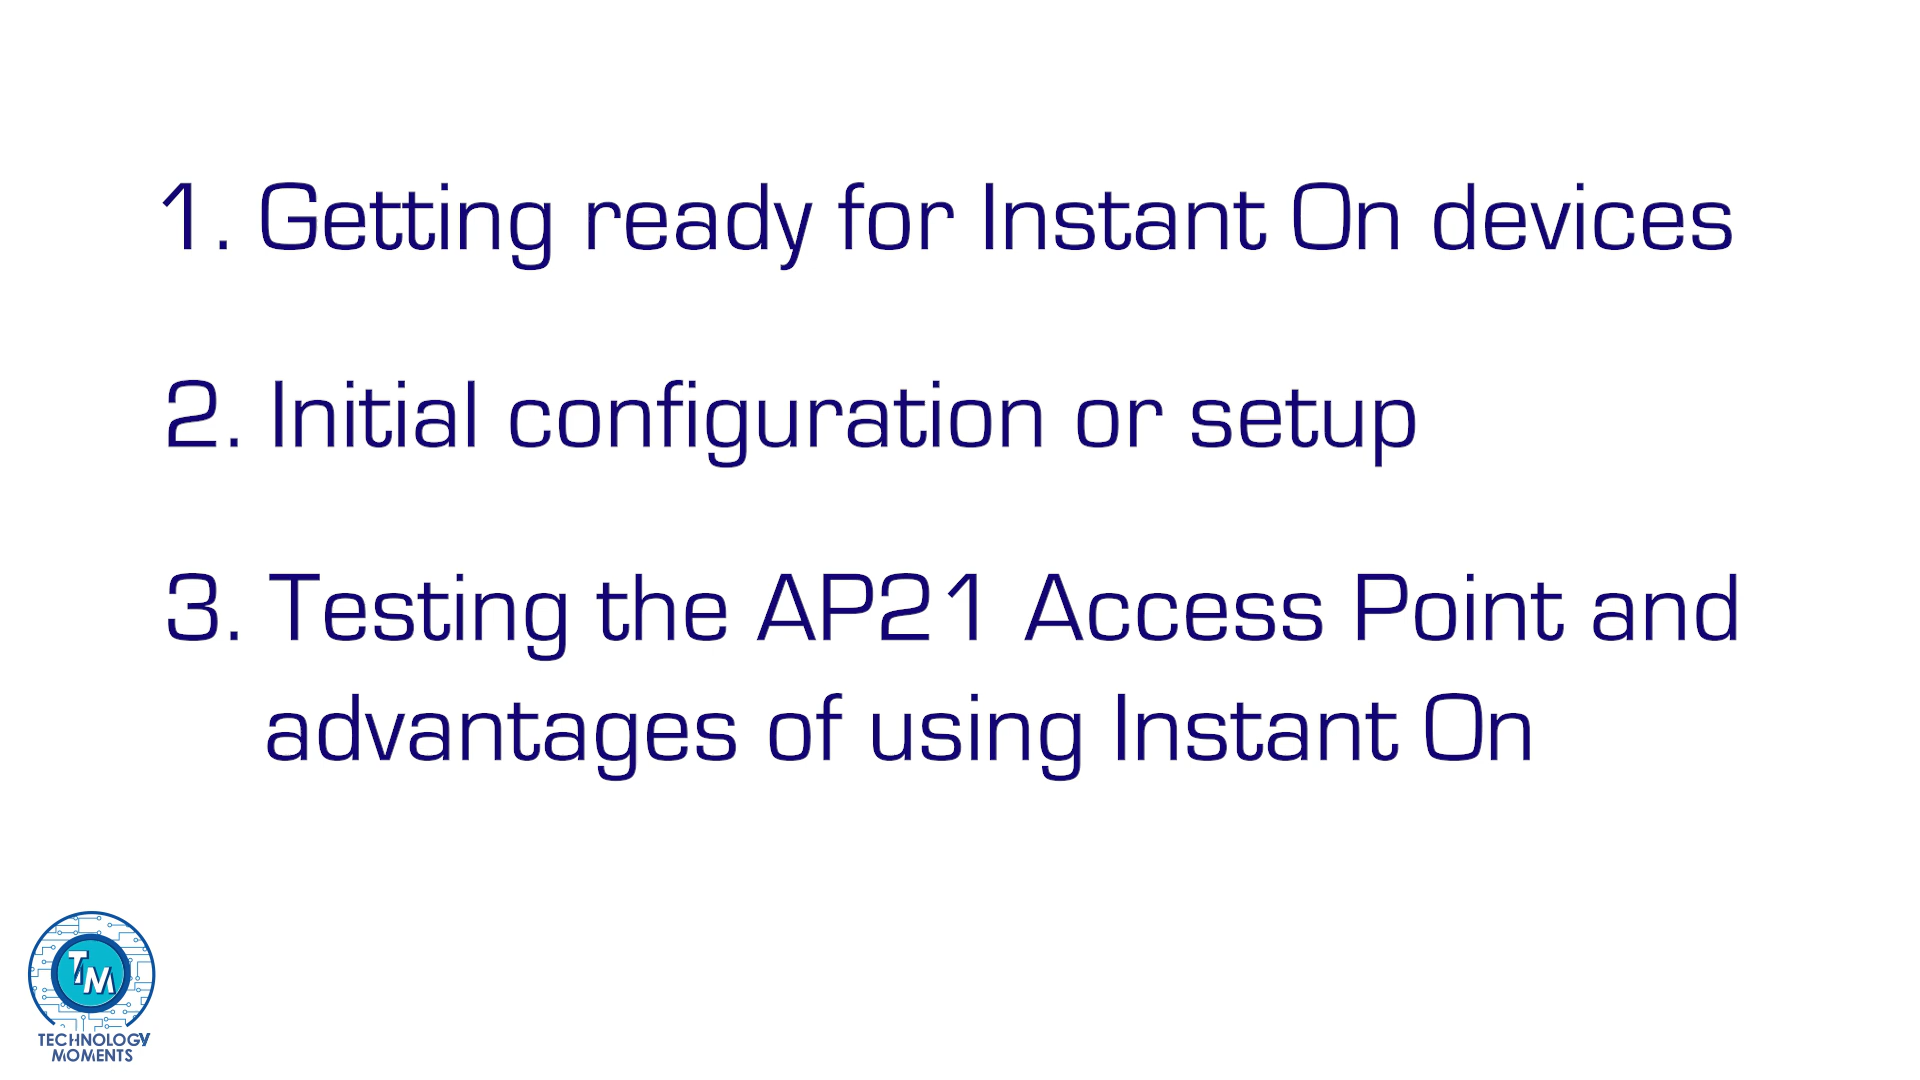 1. Getting ready for Instant On devices
2. Initial configuration or setup
3. Testing the AP21 Access Point and
advantages of using Instant On
TM
TECHNOLOGY
MOMENTS